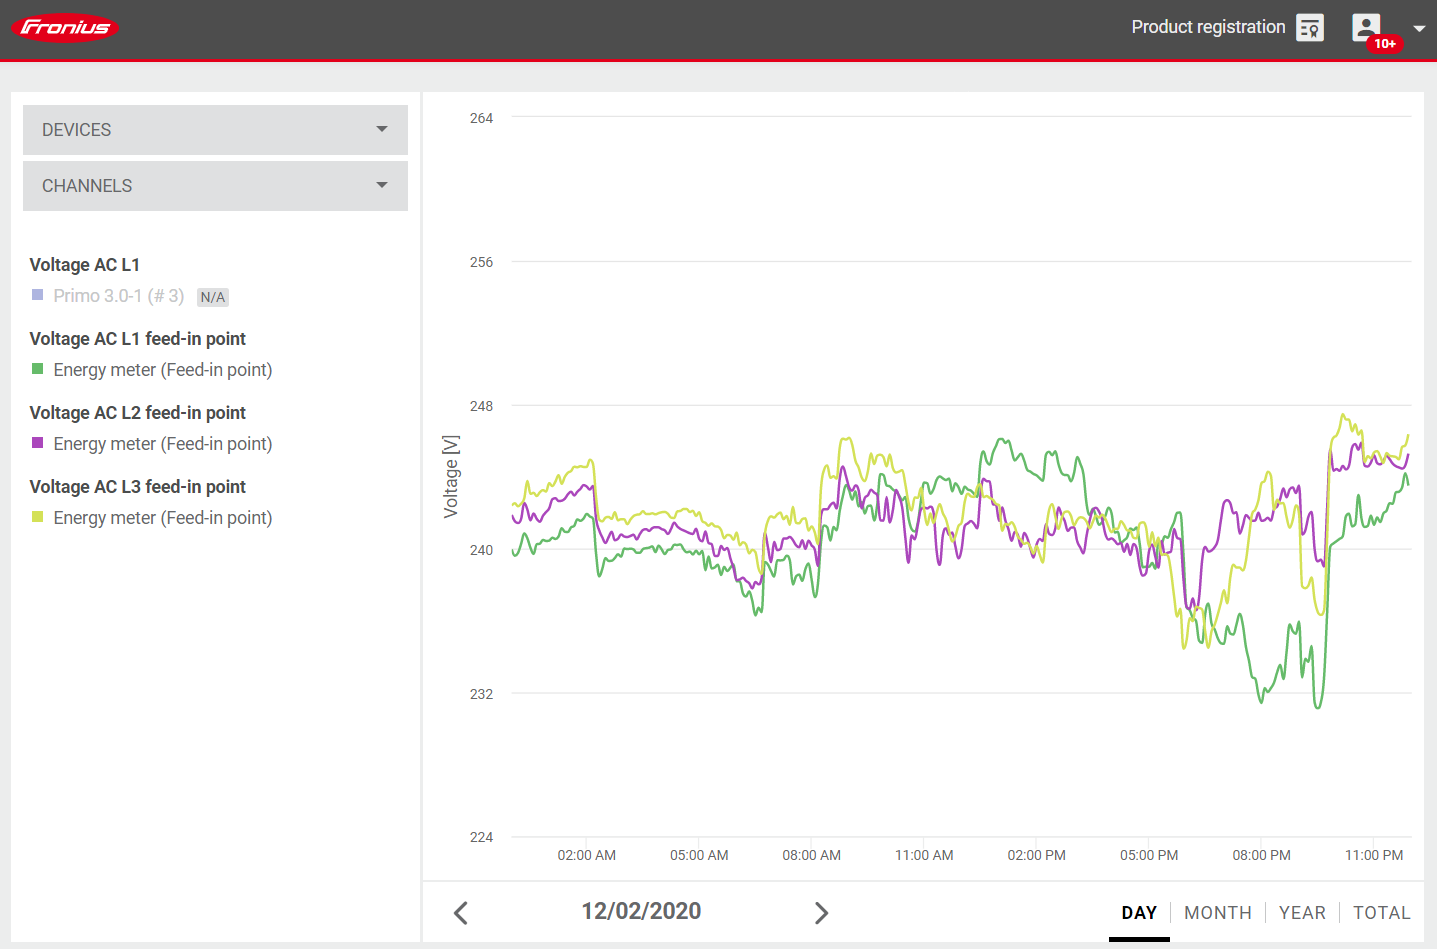 Fronius
Product registration
10+
DEVICES
CHANNELS
Voltage AC L1
Primo 3.0-1 (# 3) N/A
Voltage AC L1 feed-in point
Energy meter (Feed-in point)
Voltage AC L2 feed-in point
Energy meter (Feed-in point)
Voltage AC L3 feed-in point
Energy meter (Feed-in point)
Voltage [V]
264
256
248
240
232
224
02:00 AM 05:00 AM 08:00 AM 11:00 AM 02:00 PM 05:00 PM 08:00 PM 11:00 PM
12/02/2020
DAY MONTH YEAR TOTAL